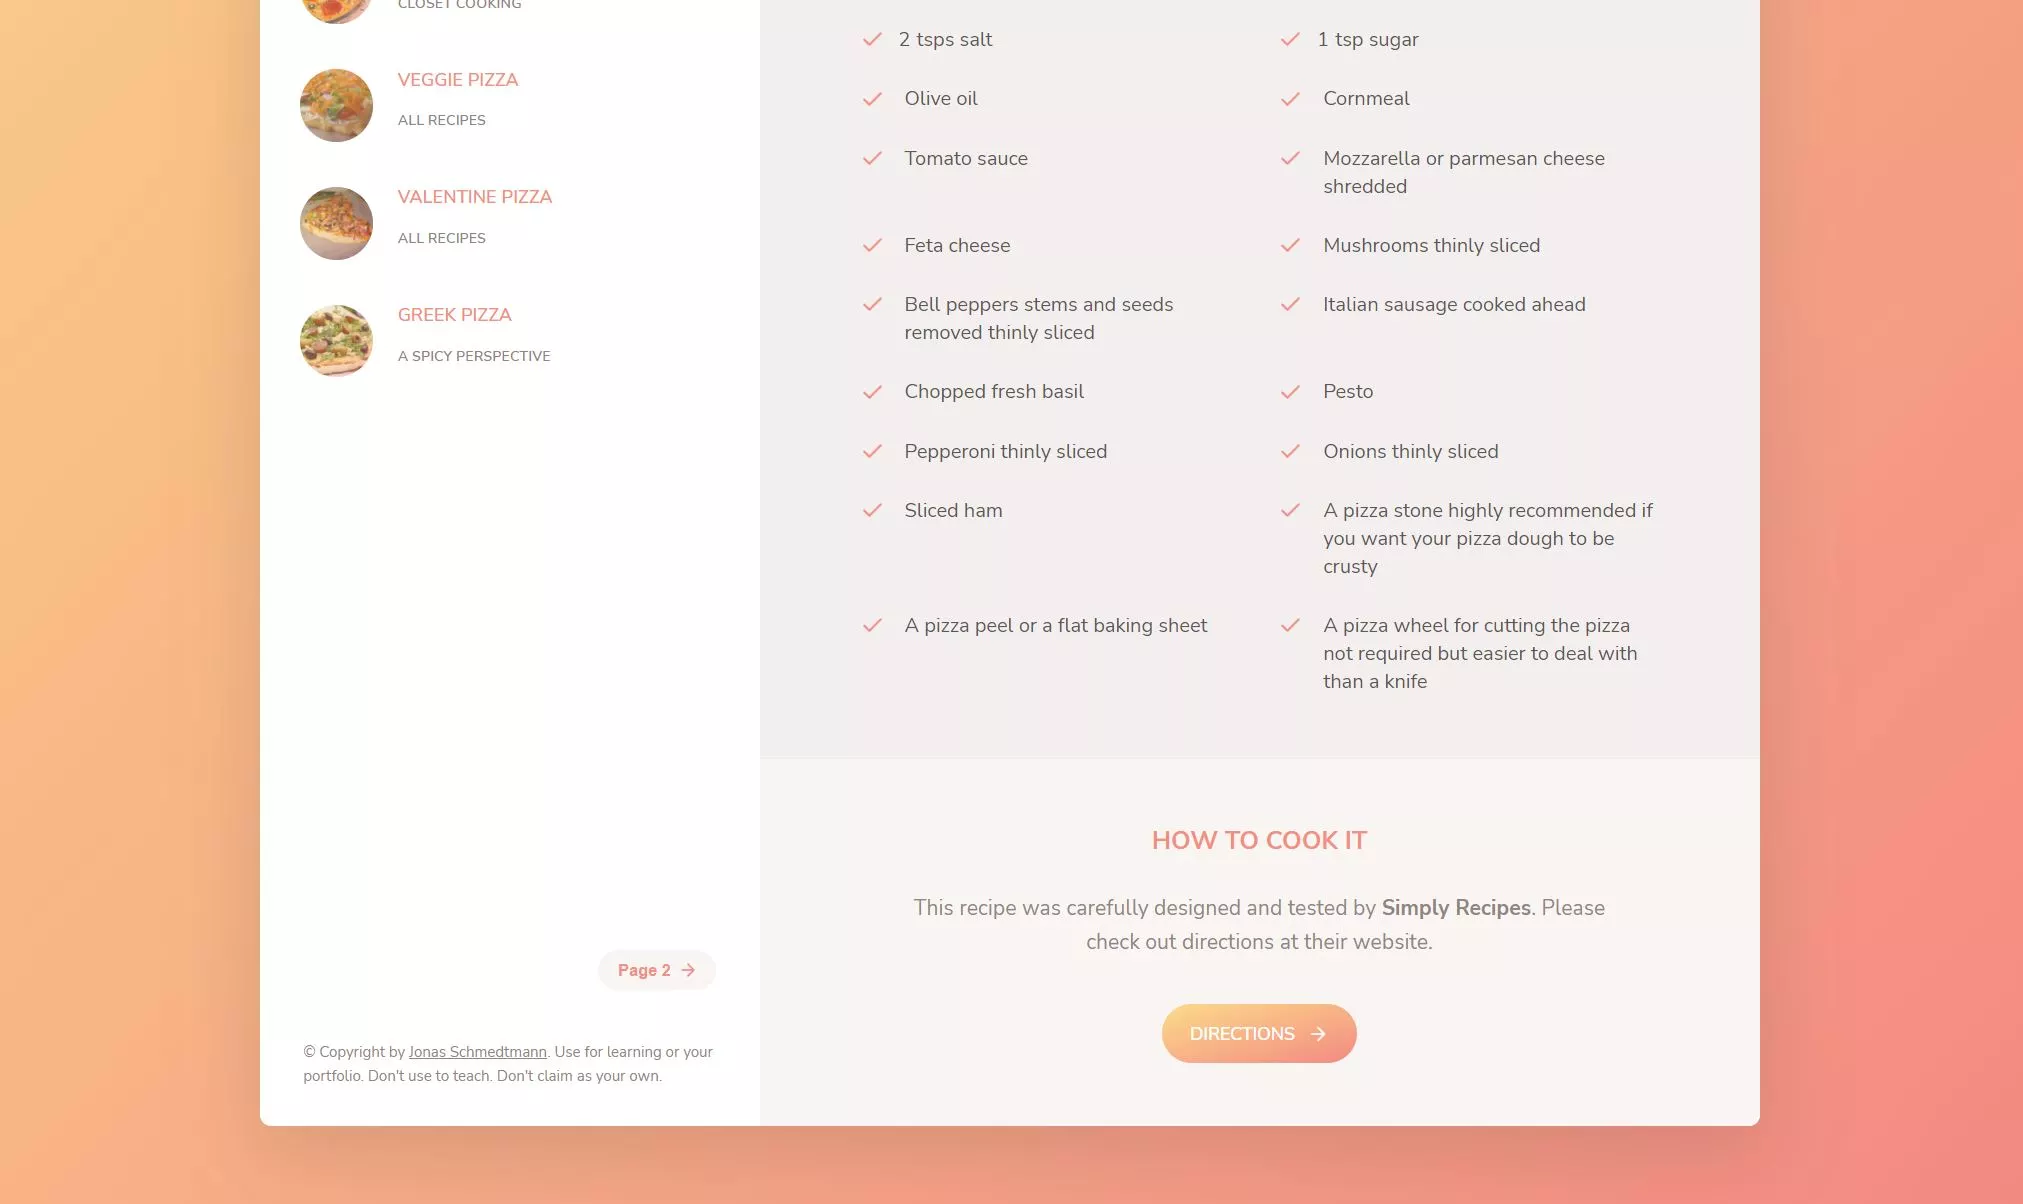 CLOSET COOKING
VEGGIE PIZZA
ALL RECIPES
VALENTINE PIZZA
ALL RECIPES
GREEK PIZZA
A SPICY PERSPECTIVE
Page 2
© Copyright by Jonas Schmedtmann. Use for learning or your
portfolio. Don't use to teach. Don't claim as your own.
2 tsps salt
1 tsp sugar
Olive oil
Cornmeal
Tomato sauce
Mozzarella or parmesan cheese
shredded
Feta cheese
Mushrooms thinly sliced
Bell peppers stems and seeds
removed thinly sliced
Italian sausage cooked ahead
Chopped fresh basil
Pesto
Pepperoni thinly sliced
Onions thinly sliced
Sliced ham
A pizza stone highly recommended if
you want your pizza dough to be
crusty
A pizza peel or a flat baking sheet
A pizza wheel for cutting the pizza
not required but easier to deal with
than a knife
HOW TO COOK IT
This recipe was carefully designed and tested by Simply Recipes. Please
check out directions at their website.
DIRECTIONS